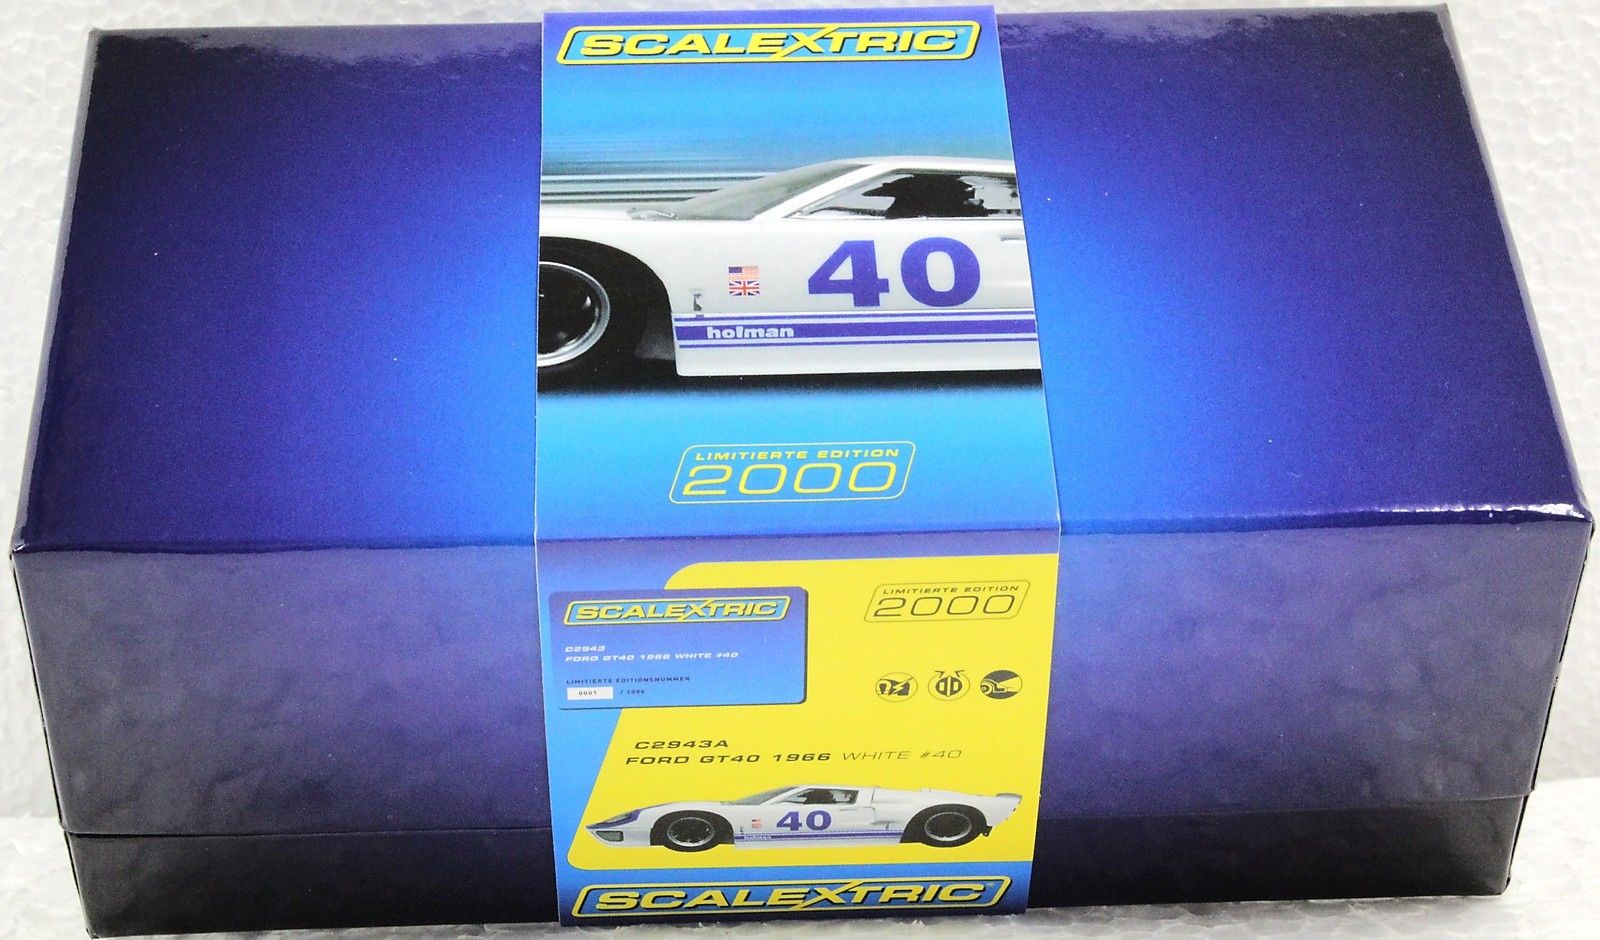 SCALEXTRIC
40
holman
LIMITIERTE EDITION
2000
SCALEXTRIC
C2943
FORD GT40 1966 WHITE #40
LIMITIERTE EDITIONSNUMMER
0001 / 2000
LIMITIERTE EDITION
2000
C2943A
FORD GT40 1966 WHITE #40
40
holman
SCALEXTRIC